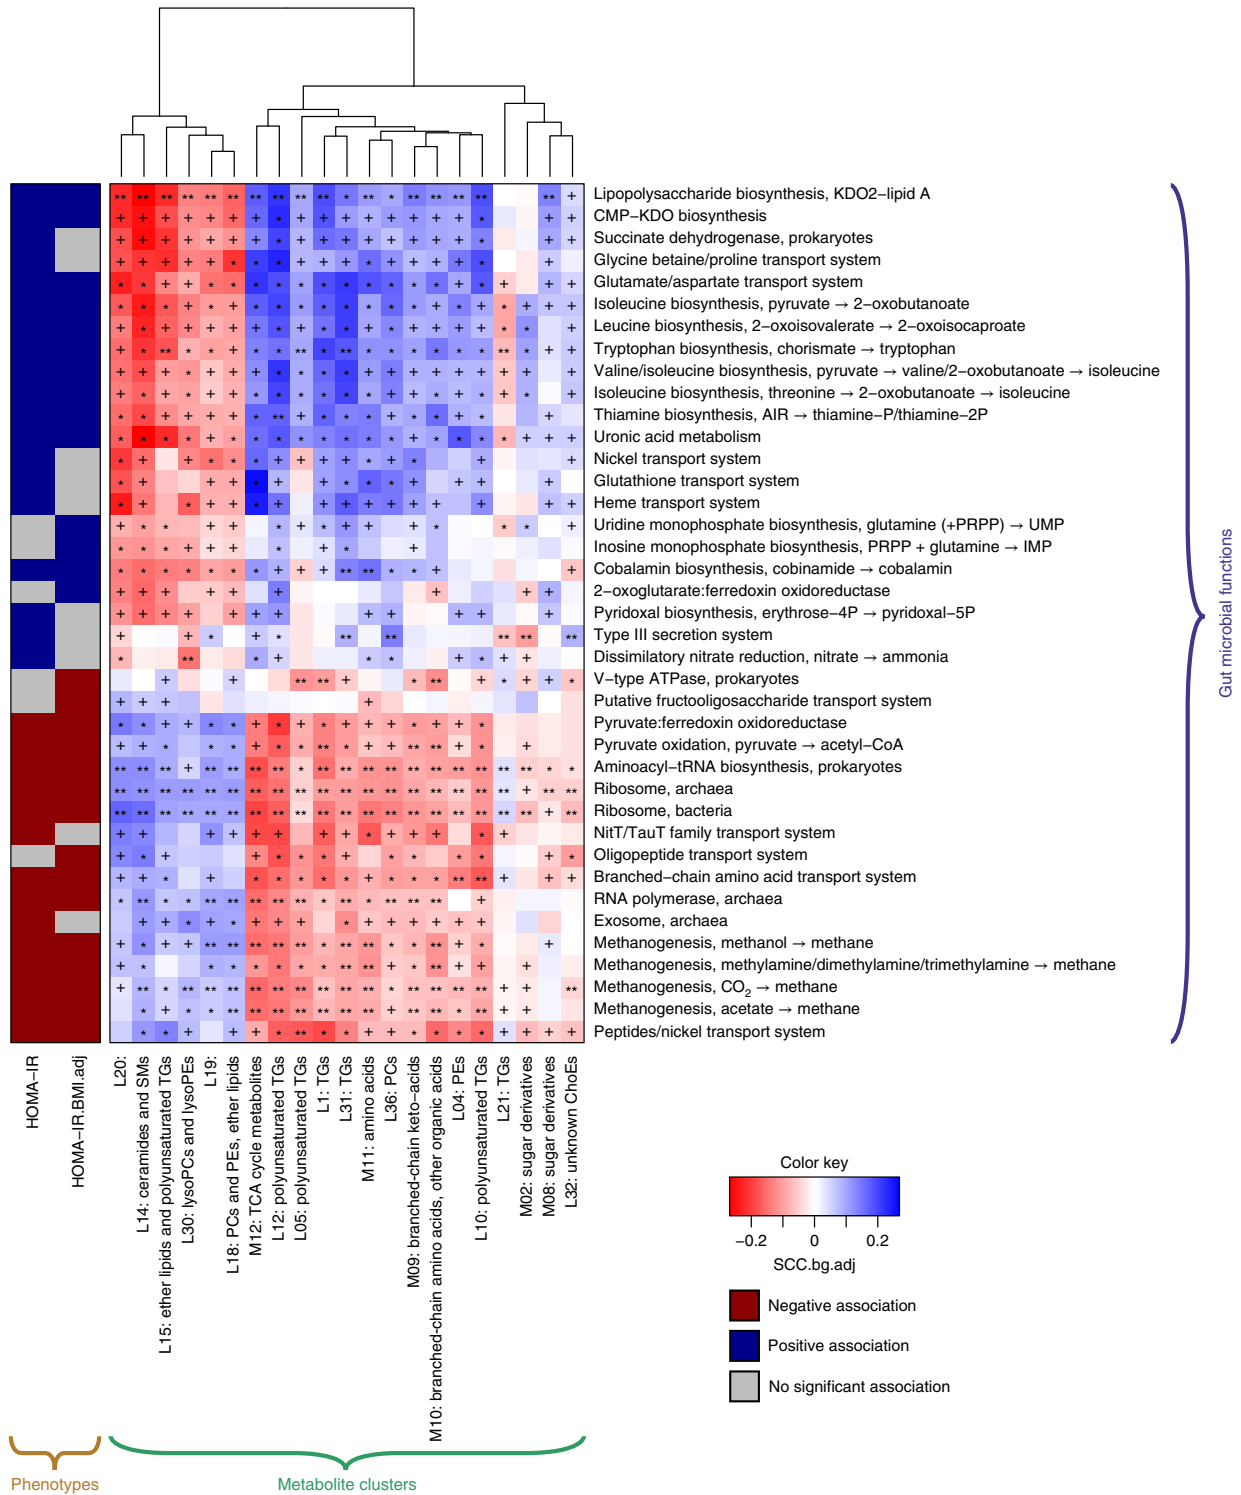 Lipopolysaccharide biosynthesis, KDO2−lipid A
CMP−KDO biosynthesis
Succinate dehydrogenase, prokaryotes
Glycine betaine/proline transport system
Glutamate/aspartate transport system
Isoleucine biosynthesis, pyruvate → 2−oxobutanoate
Leucine biosynthesis, 2−oxoisovalerate → 2−oxoisocaproate
Tryptophan biosynthesis, chorismate → tryptophan
Valine/isoleucine biosynthesis, pyruvate → valine/2−oxobutanoate → isoleucine
Isoleucine biosynthesis, threonine → 2−oxobutanoate → isoleucine
Thiamine biosynthesis, AIR → thiamine−P/thiamine−2P
Uronic acid metabolism
Nickel transport system
Glutathione transport system
Heme transport system
Uridine monophosphate biosynthesis, glutamine (+PRPP) → UMP
Inosine monophosphate biosynthesis, PRPP + glutamine → IMP
Cobalamin biosynthesis, cobinamide → cobalamin
2−oxoglutarate:ferredoxin oxidoreductase
Pyridoxal biosynthesis, erythrose−4P → pyridoxal−5P
Type III secretion system
Dissimilatory nitrate reduction, nitrate → ammonia
V−type ATPase, prokaryotes
Putative fructooligosaccharide transport system
Pyruvate:ferredoxin oxidoreductase
Pyruvate oxidation, pyruvate → acetyl−CoA
Aminoacyl−tRNA biosynthesis, prokaryotes
Ribosome, archaea
Ribosome, bacteria
NitT/TauT family transport system
Oligopeptide transport system
Branched−chain amino acid transport system
RNA polymerase, archaea
Exosome, archaea
Methanogenesis, methanol → methane
Methanogenesis, methylamine/dimethylamine/trimethylamine → methane
Methanogenesis, CO2 → methane
Methanogenesis, acetate → methane
Peptides/nickel transport system
Gut microbial functions
HOMA−IR
HOMA−IR.BMI.adj
L20:
L14: ceramides and SMs
L15: ether lipids and polyunsaturated TGs
L30: lysoPCs and lysoPEs
L19:
L18: PCs and PEs, ether lipids
M12: TCA cycle metabolites
L12: polyunsaturated TGs
L05: polyunsaturated TGs
L1: TGs
L31: TGs
M11: amino acids
L36: PCs
M09: branched−chain keto−acids
M10: branched−chain amino acids, other organic acids
L04: PEs
L10: polyunsaturated TGs
L21: TGs
M02: sugar derivatives
M08: sugar derivatives
L32: unknown ChoEs
Color key
−0.2 0 0.2
SCC.bg.adj
Negative association
Positive association
No significant association
Phenotypes
Metabolite clusters